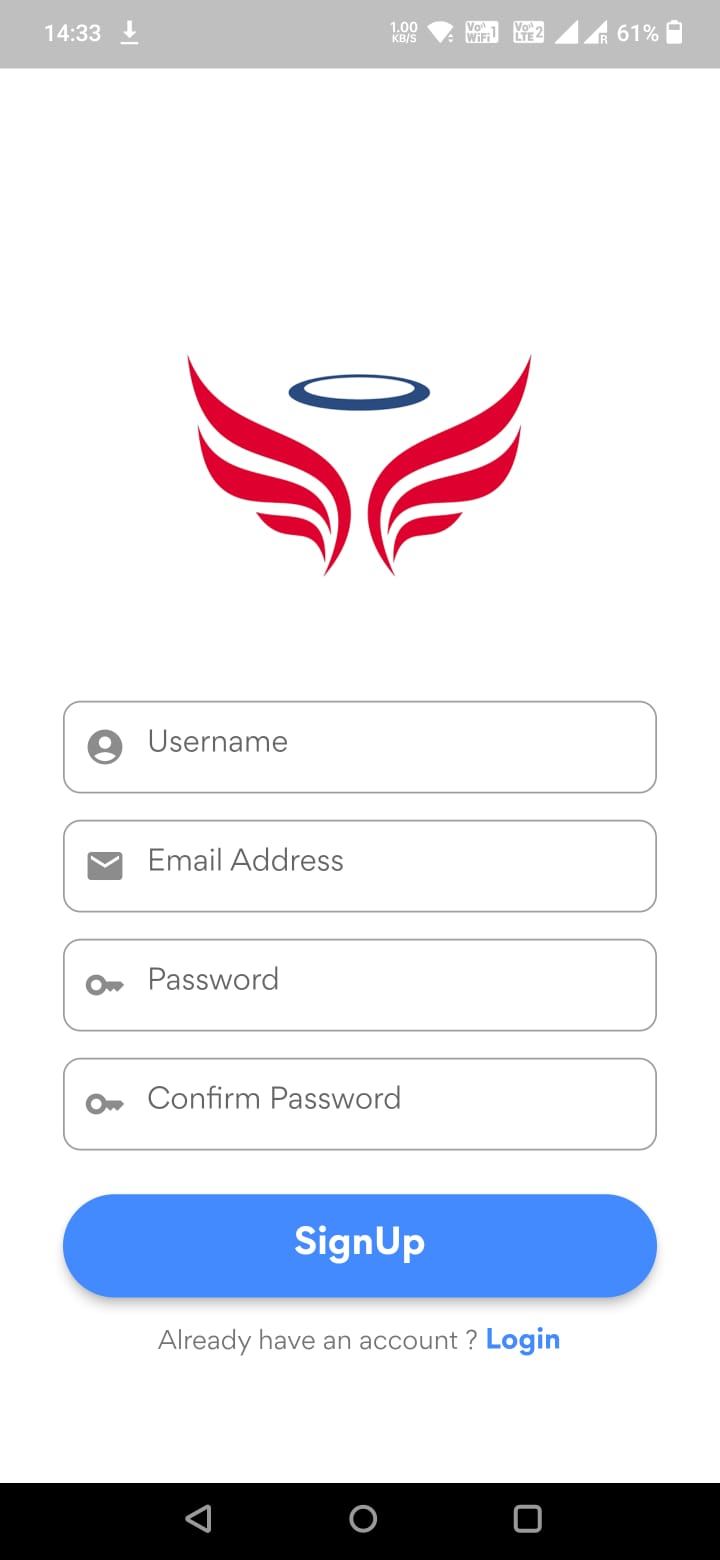 14:33
1.00 KB/S Vo)) WiFi 1 Vo)) LTE 2 R 61%
Username
Email Address
Password
Confirm Password
SignUp
Already have an account ? Login